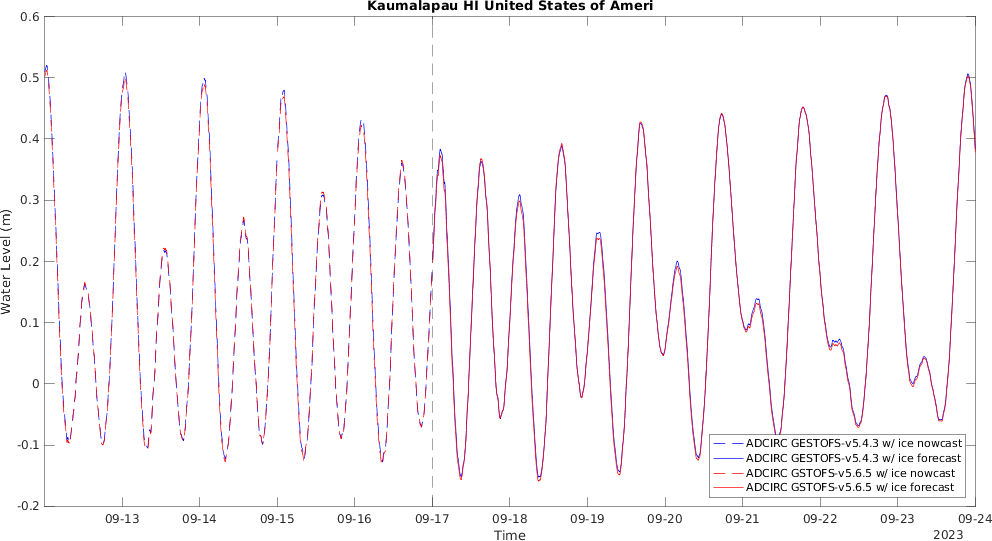 Kaumalapau HI United States of Ameri
0.6
0.5
0.4
0.3
0.2
0.1
0
-0.1
-0.2
Water Level (m)
ADCIRC GESTOFS-v5.4.3 w/ ice nowcast
ADCIRC GESTOFS-v5.4.3 w/ ice forecast
ADCIRC GSTOFS-v5.6.5 w/ ice nowcast
ADCIRC GSTOFS-v5.6.5 w/ ice forecast
09-13 09-14 09-15 09-16 09-17 09-18 09-19 09-20 09-21 09-22 09-23 09-24
Time
2023